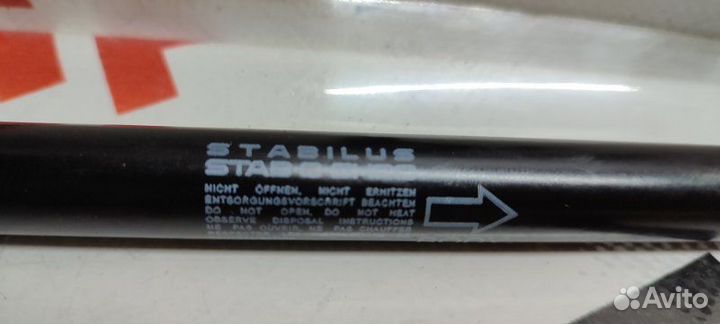 STABILUS
STAB
NICHT ÖFFNEN, NICHT ERHITZEN
ENTSORGUNGSVORSCHRIFT BEACHTEN
DO NOT OPEN, DO NOT HEAT
OBSERVE DISPOSAL INSTRUCTIONS
NE PAS OUVRIR, NE PAS CHAUFFER
Avito